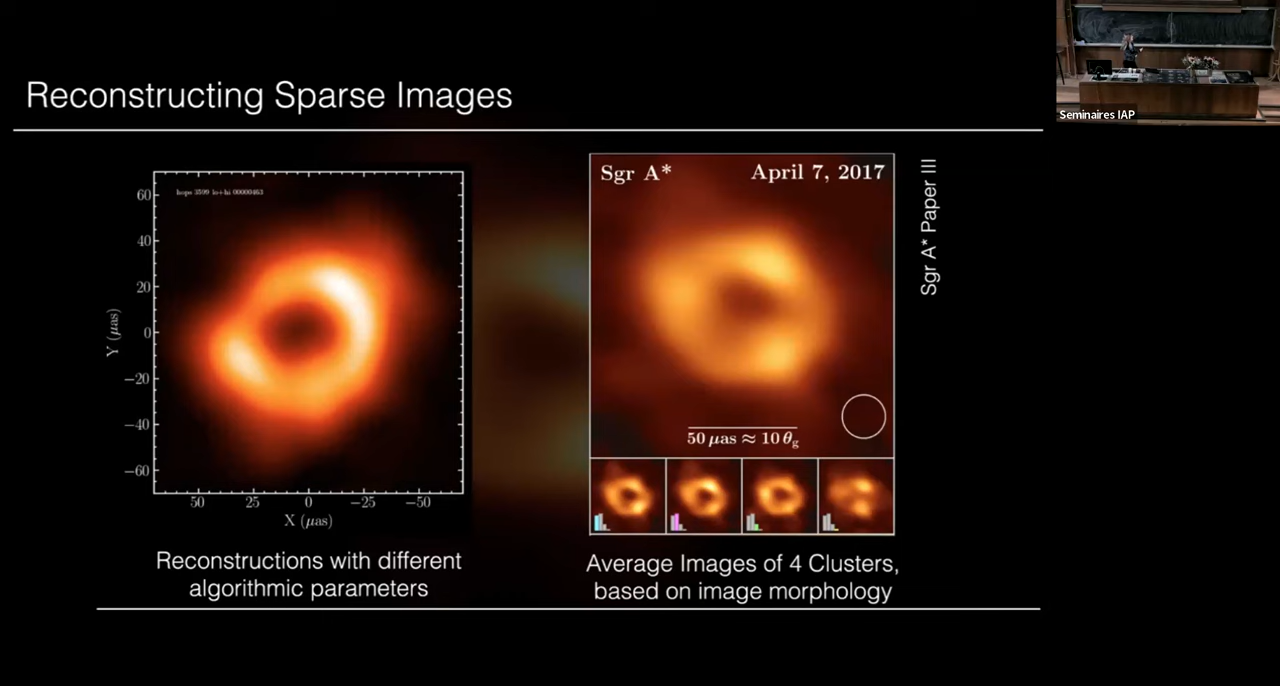 Reconstructing Sparse Images
Seminaires IAP
hops 3599 lo+hi 00000463
60
40
20
0
−20
−40
−60
Y (μas)
50
25
0
−25
−50
X (μas)
Reconstructions with different
algorithmic parameters
Sgr A* April 7, 2017
50 μas ≈ 10 θg
Average Images of 4 Clusters,
based on image morphology
Sgr A* Paper III